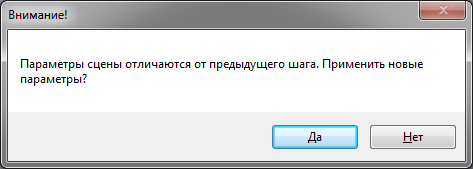 Внимание!
Параметры сцены отличаются от предыдущего шага. Применить новые
параметры?
Да
Нет